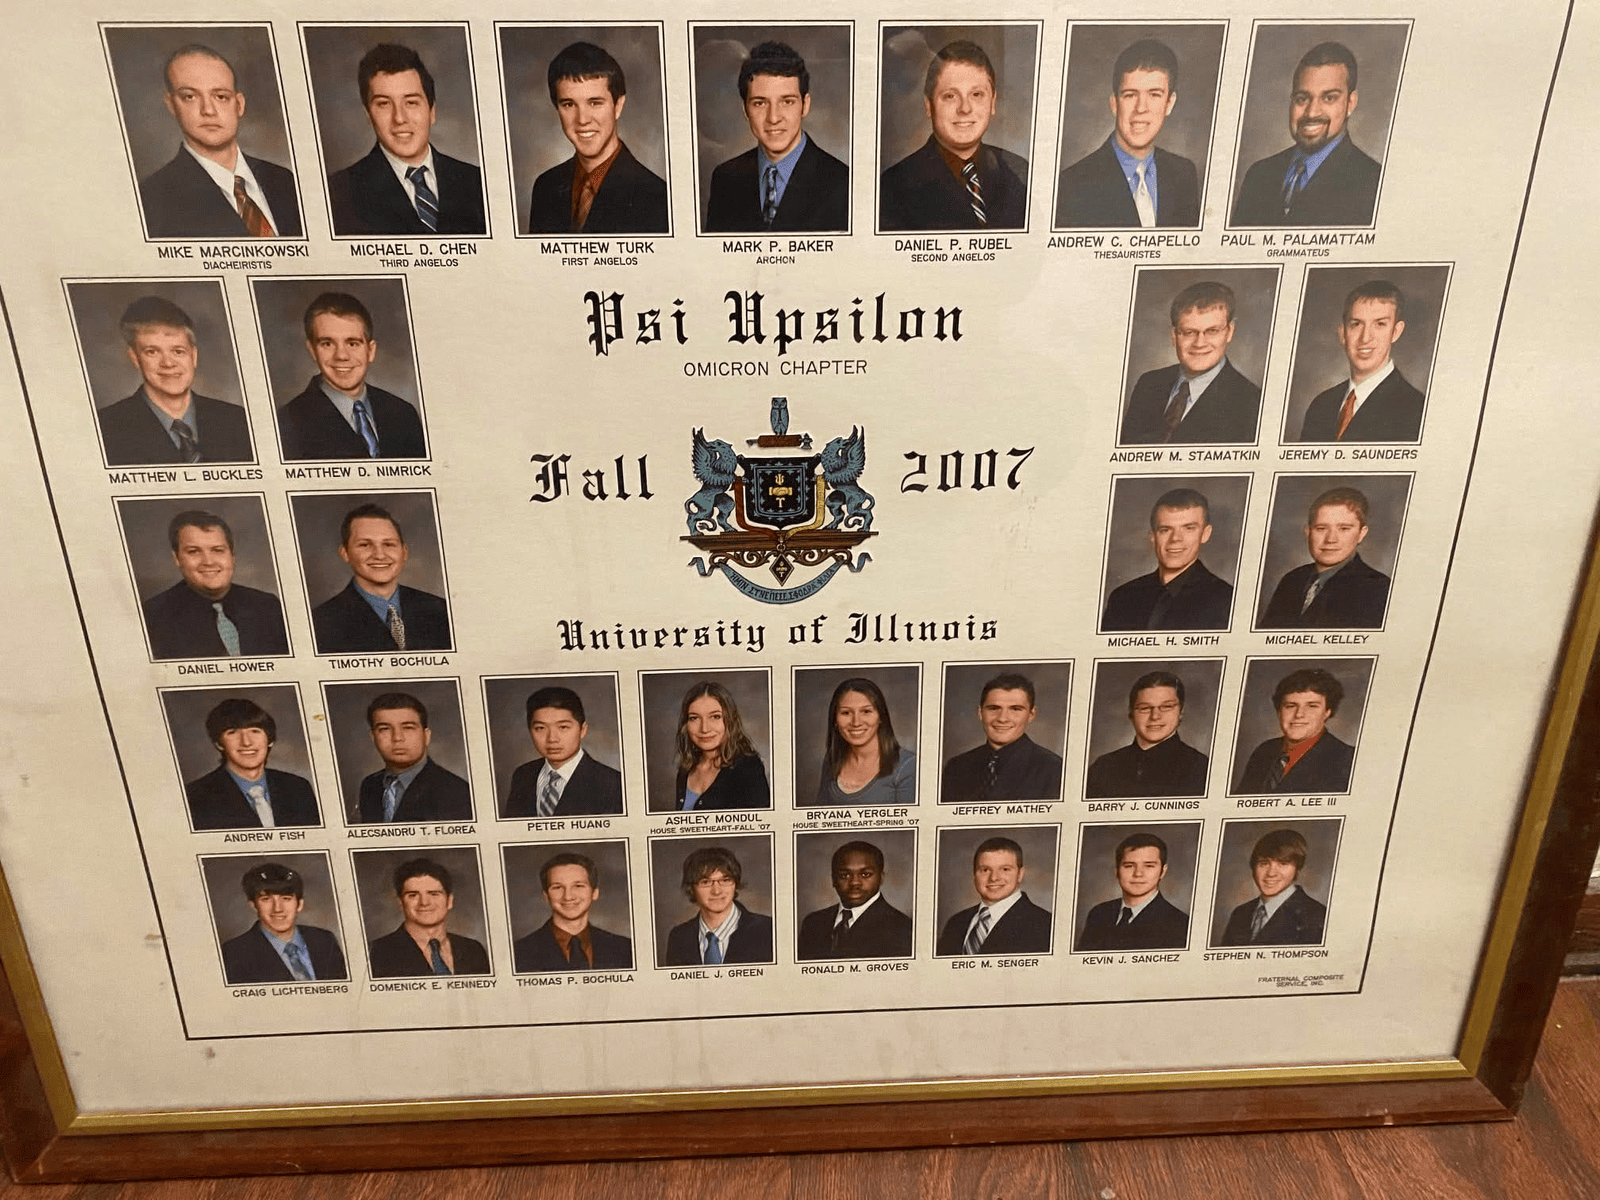 MIKE MARCINKOWSKI
DIACHEIRISTIS
MICHAEL D. CHEN
THIRD ANGELOS
MATTHEW TURK
FIRST ANGELOS
MARK P. BAKER
ARCHON
DANIEL P. RUBEL
SECOND ANGELOS
ANDREW C. CHAPELLO
THESAURISTES
PAUL M. PALAMATTAM
GRAMMATEUS
Psi Upsilon
OMICRON CHAPTER
MATTHEW L. BUCKLES
MATTHEW D. NIMRICK
ANDREW M. STAMATKIN
JEREMY D. SAUNDERS
Fall 2007
Ψ
Υ
University of Illinois
DANIEL HOWER
TIMOTHY BOCHULA
MICHAEL H. SMITH
MICHAEL KELLEY
ANDREW FISH
ALECSANDRU T. FLOREA
PETER HUANG
ASHLEY MONDUL
HOUSE SWEETHEART-FALL '07
BRYANA YERGLER
HOUSE SWEETHEART-SPRING '07
JEFFREY MATHEY
BARRY J. CUNNINGS
ROBERT A. LEE III
CRAIG LICHTENBERG
DOMENICK E. KENNEDY
THOMAS P. BOCHULA
DANIEL J. GREEN
RONALD M. GROVES
ERIC M. SENGER
KEVIN J. SANCHEZ
STEPHEN N. THOMPSON
FRATERNAL COMPOSITE
SERVICE, INC.